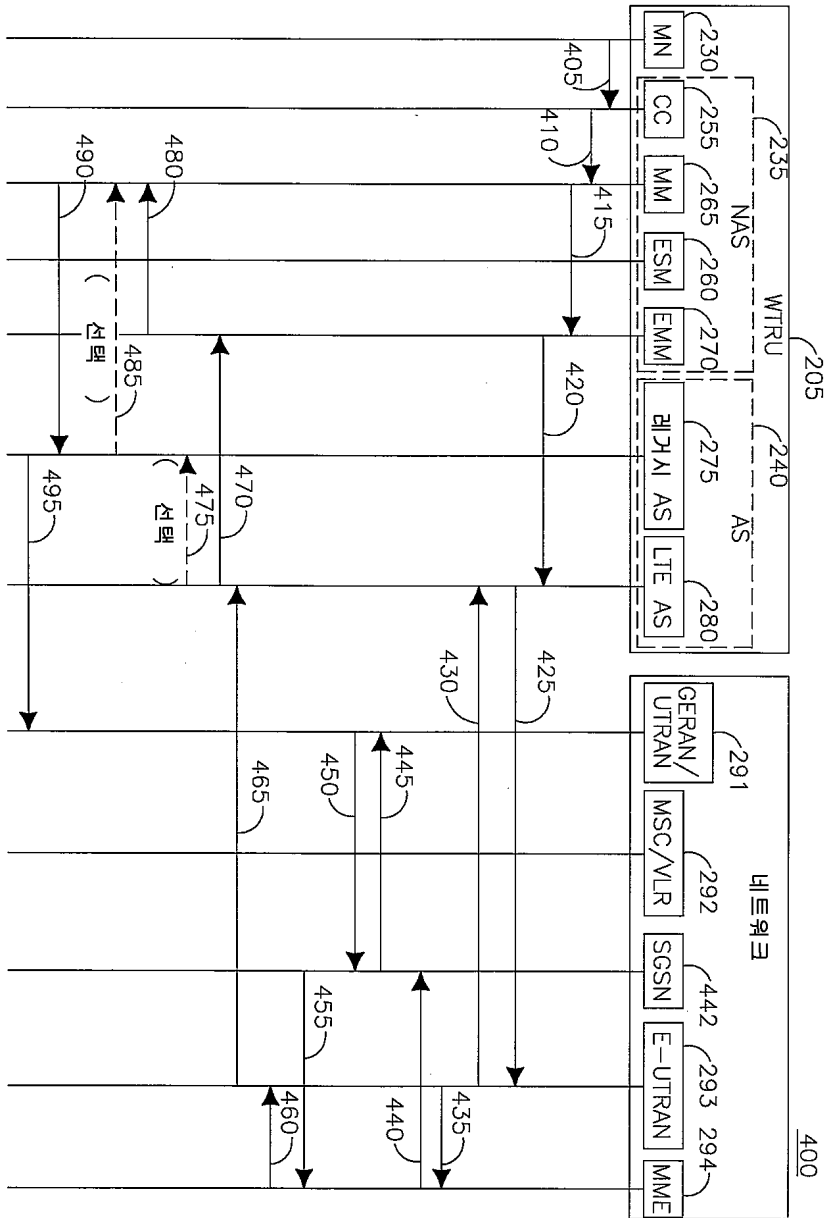 400
205
WTRU
235
NAS
240
AS
네트워크
230
255
265
260
270
275
280
291
292
442
293
294
MN
CC
MM
ESM
EMM
레거시 AS
LTE AS
GERAN/
UTRAN
MSC/VLR
SGSN
E-UTRAN
MME
405
410
415
420
425
430
435
440
445
450
455
460
465
470
475
(선택)
480
485
(선택)
490
495